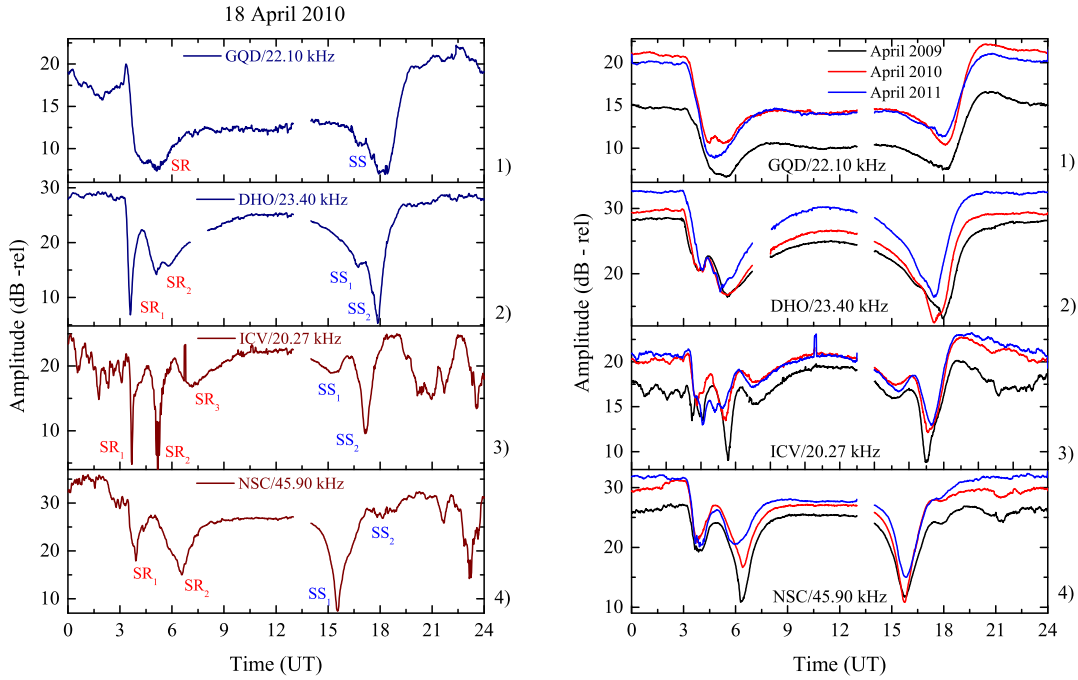 18 April 2010
Amplitude (dB -rel)
20
15
10
GQD/22.10 kHz
SR
SS
1)
30
20
10
DHO/23.40 kHz
SR1
SR2
SS1
SS2
2)
20
10
ICV/20.27 kHz
SR1
SR2
SR3
SS1
SS2
3)
30
20
10
NSC/45.90 kHz
SR1
SR2
SS1
SS2
4)
0 3 6 9 12 15 18 21 24
Time (UT)
Amplitude (dB - rel)
April 2009
April 2010
April 2011
20
15
10
GQD/22.10 kHz
1)
30
20
DHO/23.40 kHz
2)
20
15
10
ICV/20.27 kHz
3)
30
20
10
NSC/45.90 kHz
4)
0 3 6 9 12 15 18 21 24
Time (UT)